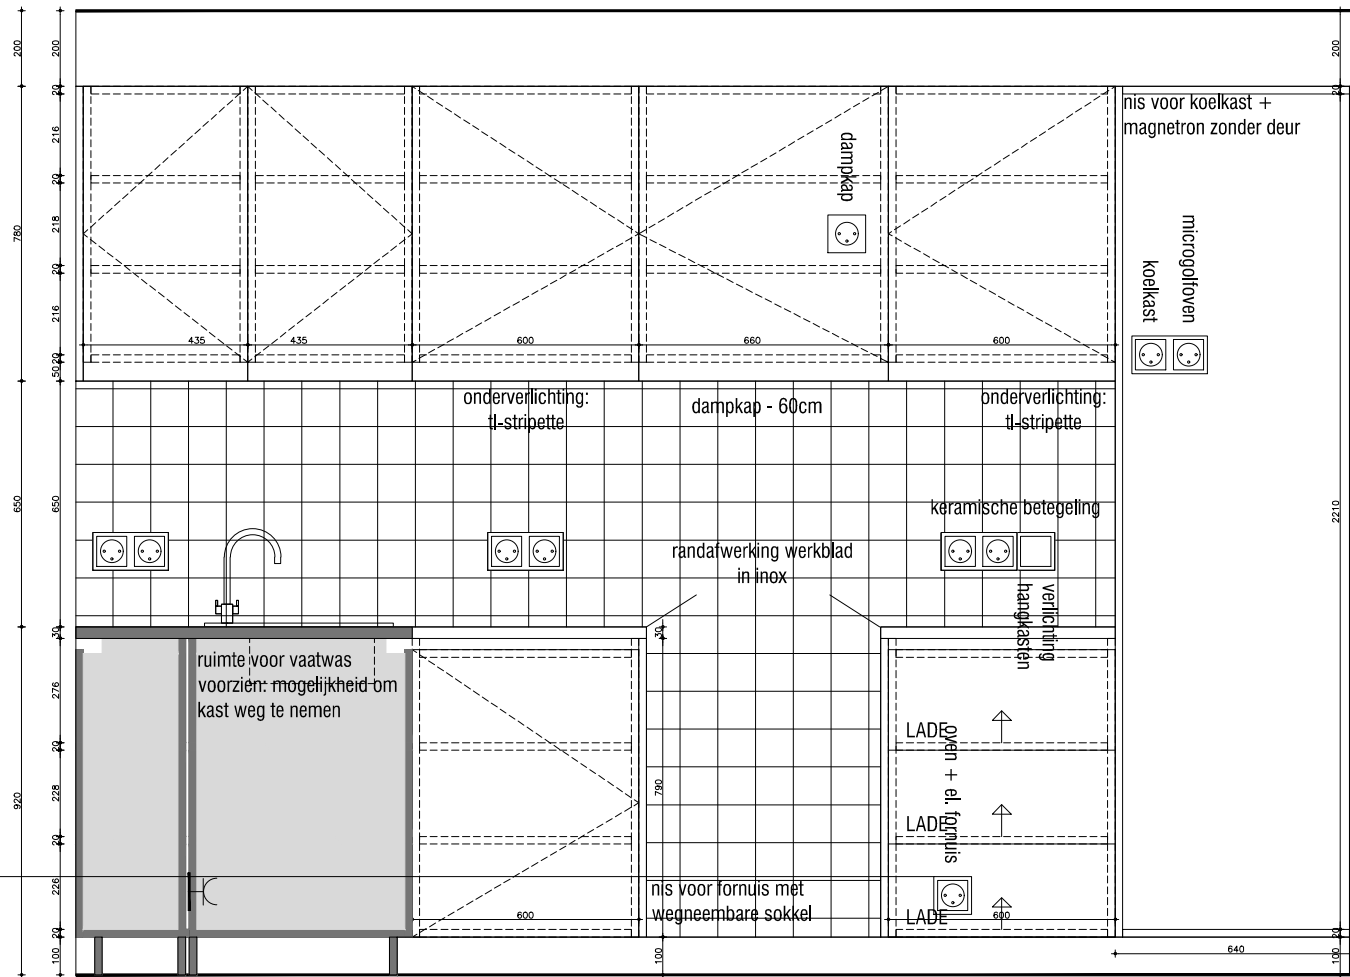 200
200
200
20
20
nis voor koelkast +
magnetron zonder deur
216
dampkap
20
780
218
microgolfoven
koelkast
20
216
435
435
600
660
600
20
50
onderverlichting:
tl-stripette
dampkap - 60cm
onderverlichting:
tl-stripette
650
650
keramische betegeling
2210
randafwerking werkblad
in inox
verlichting
hangkasten
30
30
ruimte voor vaatwas
voorzien: mogelijkheid om
kast weg te nemen
276
LADE
oven + el. fornuis
20
920
228
790
LADE
20
226
nis voor fornuis met
wegneembare sokkel
600
LADE
600
20
20
640
100
100
100